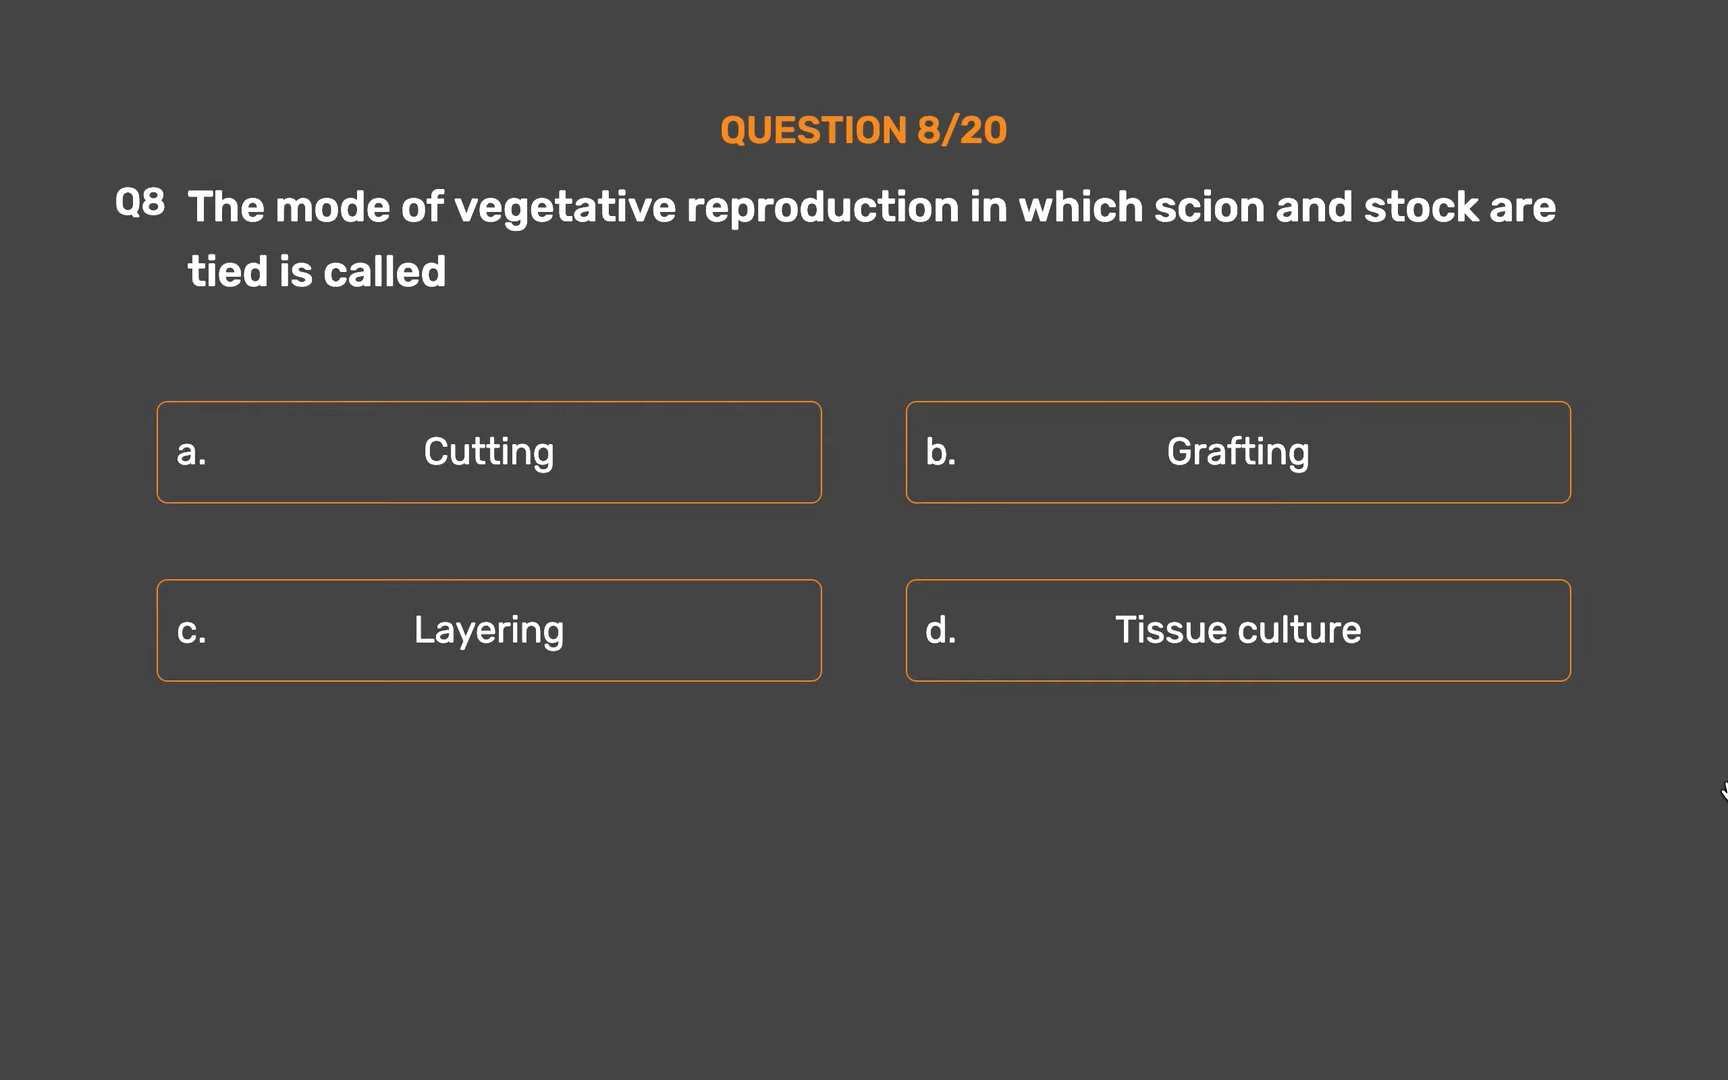 QUESTION 8/20
Q8 The mode of vegetative reproduction in which scion and stock are
tied is called
a. Cutting
b. Grafting
c. Layering
d. Tissue culture